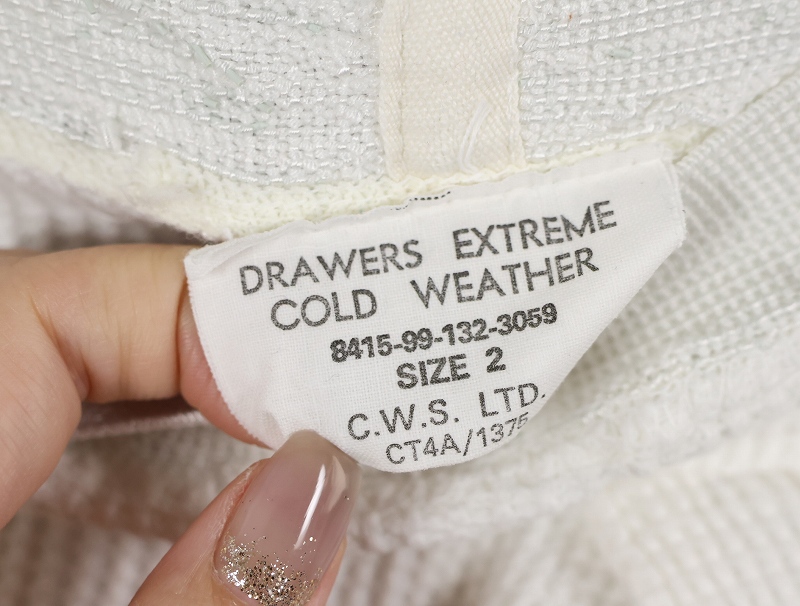 DRAWERS EXTREME
COLD WEATHER
8415-99-132-3059
SIZE 2
C.W.S. LTD.
CT4A/1375